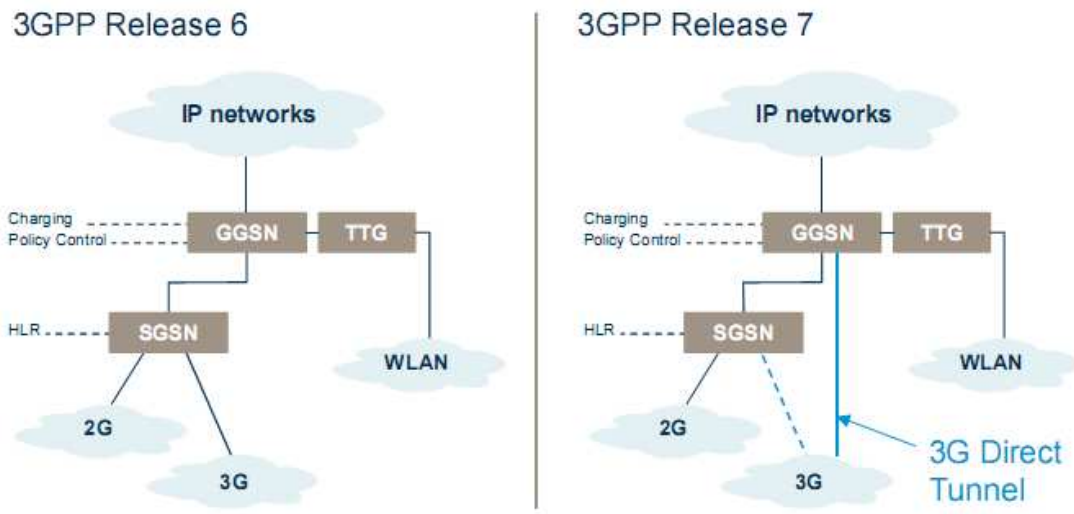 3GPP Release 6
IP networks
Charging
Policy Control
GGSN
TTG
HLR
SGSN
WLAN
2G
3G
3GPP Release 7
IP networks
Charging
Policy Control
GGSN
TTG
HLR
SGSN
WLAN
2G
3G
3G Direct
Tunnel